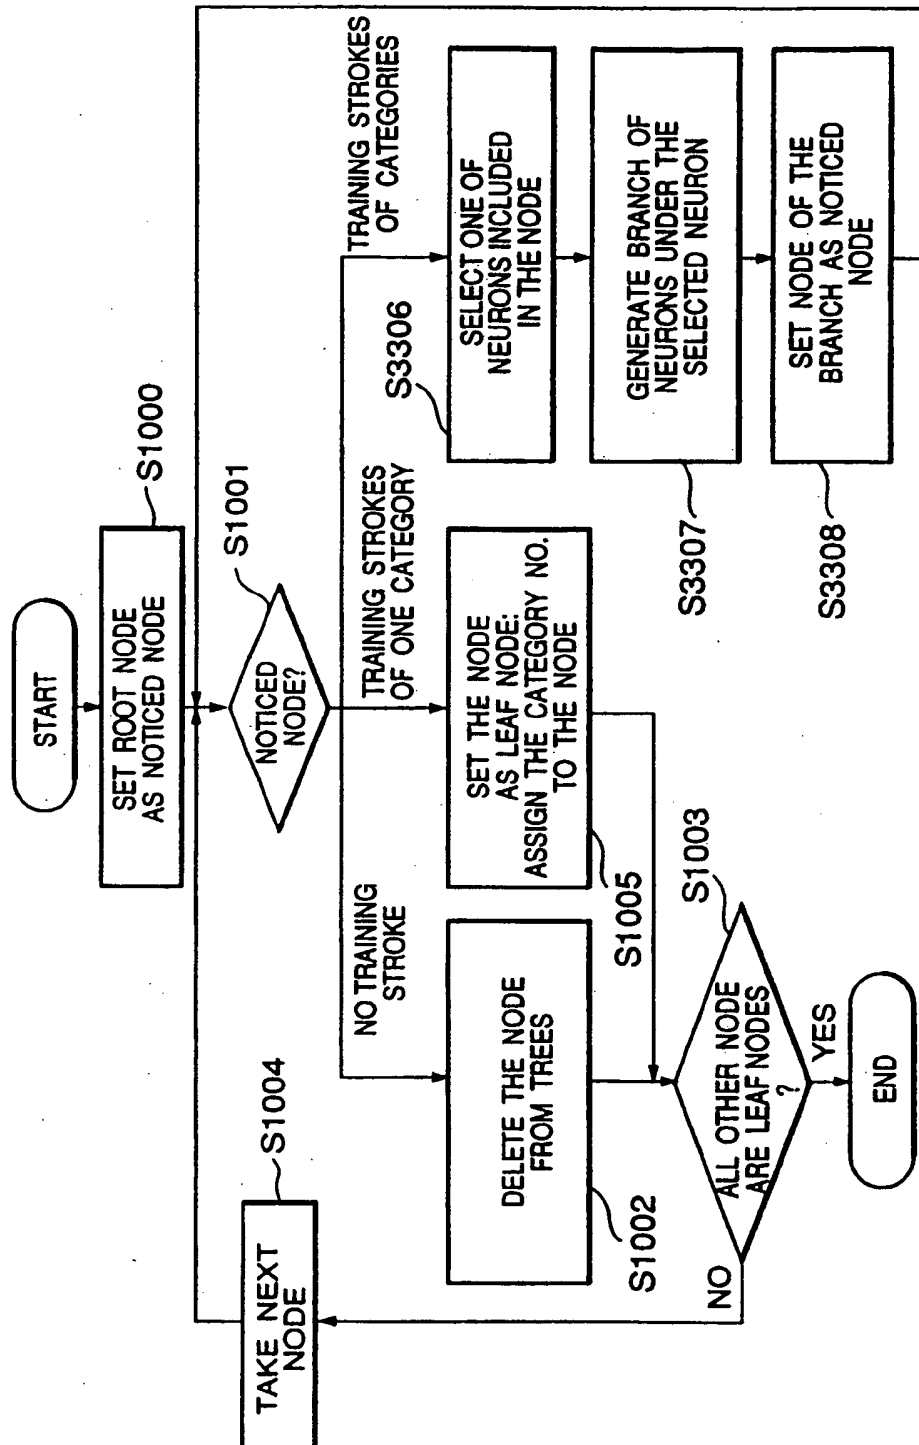 START
SET ROOT NODE
AS NOTICED NODE
S1000
NOTICED
NODE?
S1001
TAKE NEXT
NODE
S1004
NO TRAINING
STROKE
TRAINING STROKES
OF ONE CATEGORY
TRAINING STROKES
OF CATEGORIES
DELETE THE NODE
FROM TREES
S1002
SET THE NODE
AS LEAF NODE:
ASSIGN THE CATEGORY NO.
TO THE NODE
S1005
SELECT ONE OF
NEURONS INCLUDED
IN THE NODE
S3306
GENERATE BRANCH OF
NEURONS UNDER THE
SELECTED NEURON
S3307
SET NODE OF THE
BRANCH AS NOTICED
NODE
S3308
ALL OTHER NODE
ARE LEAF NODES
?
S1003
NO
YES
END